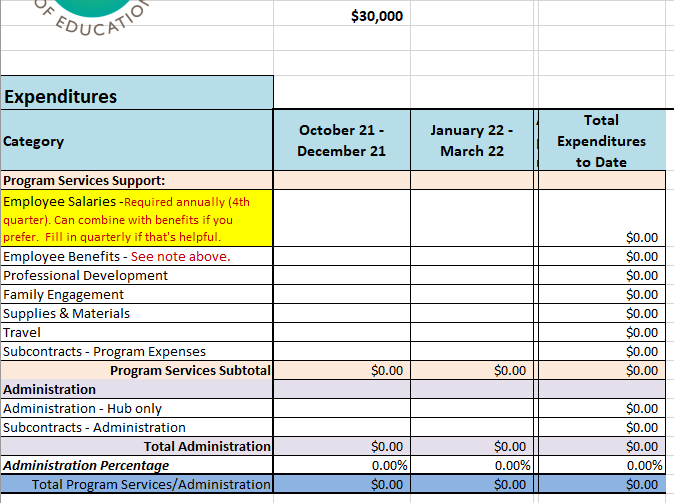 OF EDUCATION
$30,000
Expenditures
Category
October 21 -
December 21
January 22 -
March 22
Total
Expenditures
to Date
Program Services Support:
Employee Salaries -Required annually (4th
quarter). Can combine with benefits if you
prefer. Fill in quarterly if that's helpful.
$0.00
Employee Benefits - See note above. $0.00
Professional Development $0.00
Family Engagement $0.00
Supplies & Materials $0.00
Travel $0.00
Subcontracts - Program Expenses $0.00
Program Services Subtotal $0.00 $0.00 $0.00
Administration
Administration - Hub only $0.00
Subcontracts - Administration $0.00
Total Administration $0.00 $0.00 $0.00
Administration Percentage 0.00% 0.00% 0.00%
Total Program Services/Administration $0.00 $0.00 $0.00